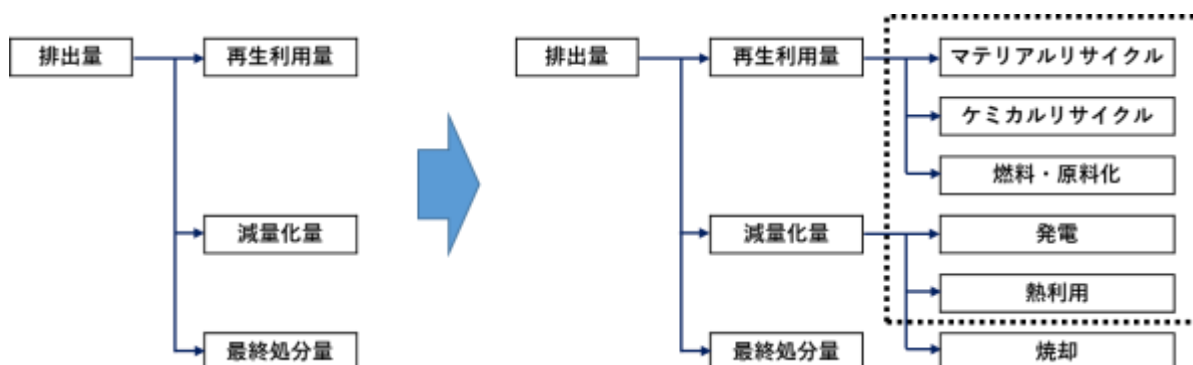 排出量
再生利用量
減量化量
最終処分量
排出量
再生利用量
マテリアルリサイクル
ケミカルリサイクル
燃料・原料化
減量化量
発電
熱利用
最終処分量
焼却